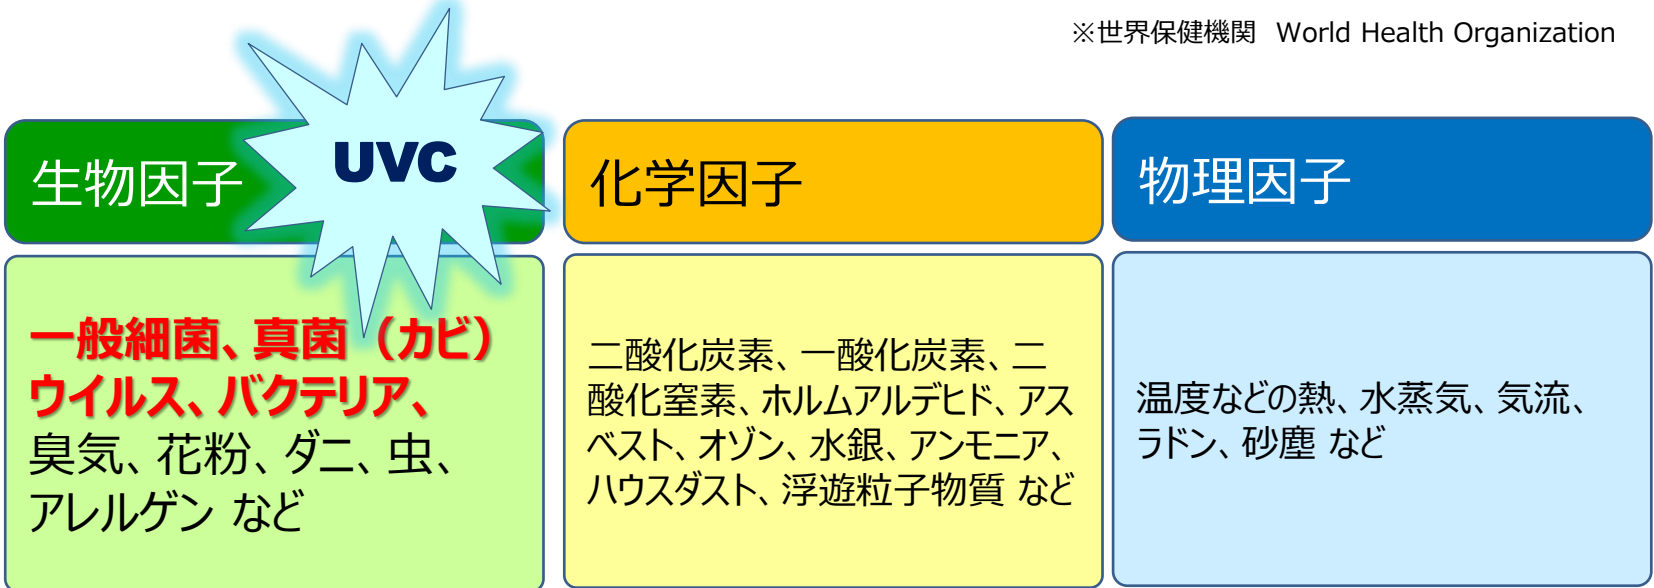 ※世界保健機関 World Health Organization
生物因子
UVC
一般細菌、真菌（カビ）
ウイルス、バクテリア、
臭気、花粉、ダニ、虫、
アレルゲン など
化学因子
二酸化炭素、一酸化炭素、二
酸化窒素、ホルムアルデヒド、アス
ベスト、オゾン、水銀、アンモニア、
ハウスダスト、浮遊粒子物質 など
物理因子
温度などの熱、水蒸気、気流、
ラドン、砂塵 など